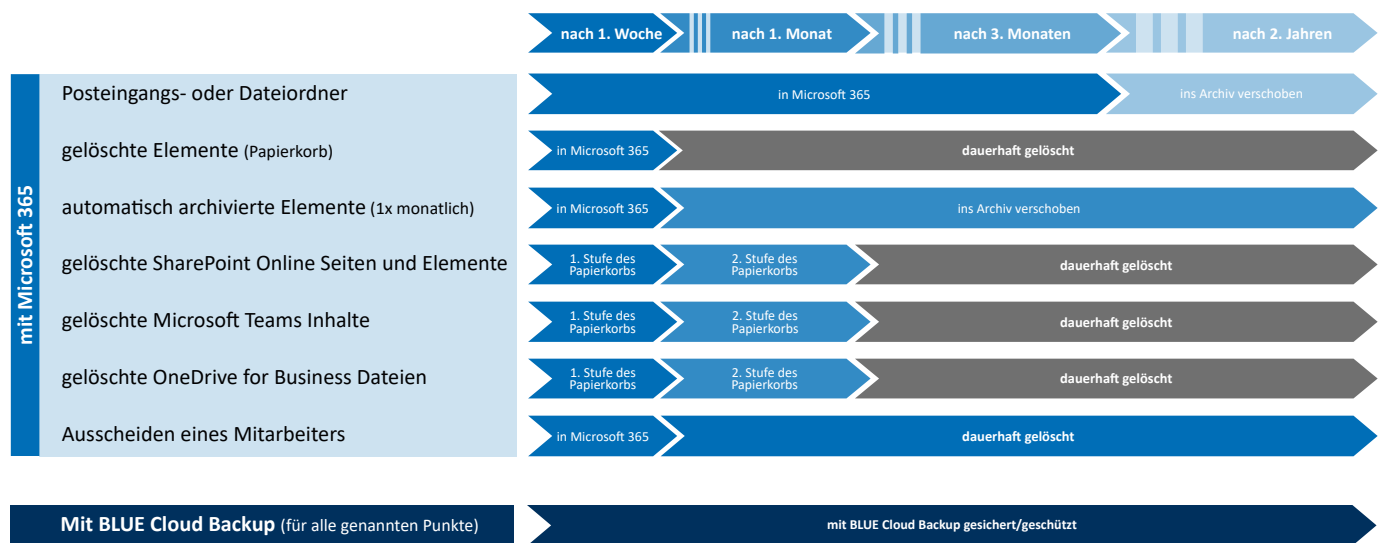 nach 1. Woche
nach 1. Monat
nach 3. Monaten
nach 2. Jahren
mit Microsoft 365
Posteingangs- oder Dateiordner
in Microsoft 365
ins Archiv verschoben
gelöschte Elemente (Papierkorb)
in Microsoft 365
dauerhaft gelöscht
automatisch archivierte Elemente (1x monatlich)
in Microsoft 365
ins Archiv verschoben
gelöschte SharePoint Online Seiten und Elemente
1. Stufe des
Papierkorbs
2. Stufe des
Papierkorbs
dauerhaft gelöscht
gelöschte Microsoft Teams Inhalte
1. Stufe des
Papierkorbs
2. Stufe des
Papierkorbs
dauerhaft gelöscht
gelöschte OneDrive for Business Dateien
1. Stufe des
Papierkorbs
2. Stufe des
Papierkorbs
dauerhaft gelöscht
Ausscheiden eines Mitarbeiters
in Microsoft 365
dauerhaft gelöscht
Mit BLUE Cloud Backup (für alle genannten Punkte)
mit BLUE Cloud Backup gesichert/geschützt